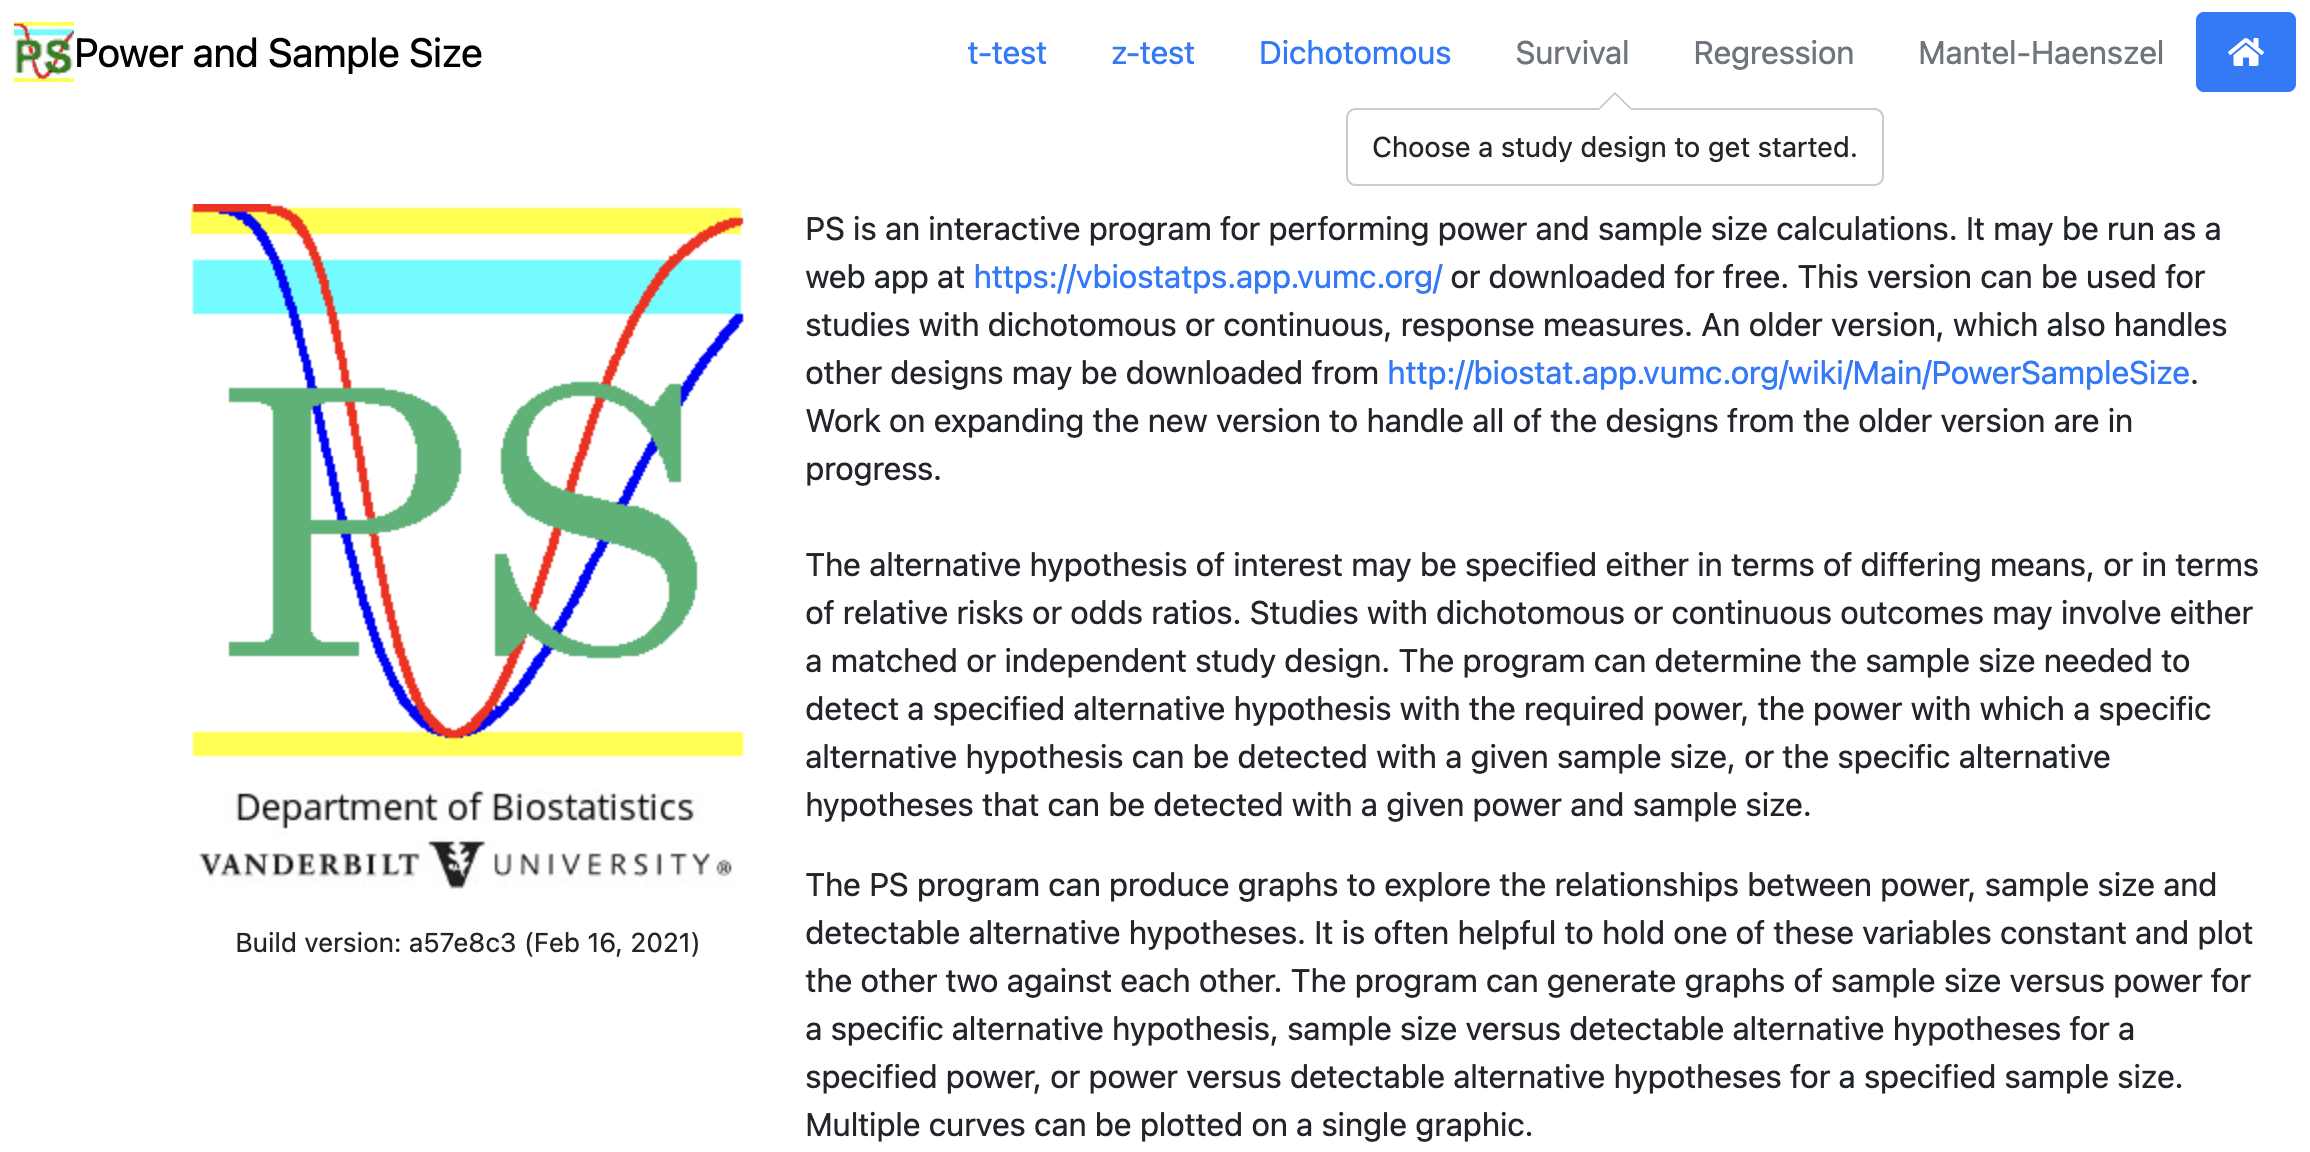 PS Power and Sample Size
t-test z-test Dichotomous Survival Regression Mantel-Haenszel
Choose a study design to get started.
PS
Department of Biostatistics
VANDERBILT V UNIVERSITY®
Build version: a57e8c3 (Feb 16, 2021)
PS is an interactive program for performing power and sample size calculations. It may be run as a
web app at https://vbiostatps.app.vumc.org/ or downloaded for free. This version can be used for
studies with dichotomous or continuous, response measures. An older version, which also handles
other designs may be downloaded from http://biostat.app.vumc.org/wiki/Main/PowerSampleSize.
Work on expanding the new version to handle all of the designs from the older version are in
progress.
The alternative hypothesis of interest may be specified either in terms of differing means, or in terms
of relative risks or odds ratios. Studies with dichotomous or continuous outcomes may involve either
a matched or independent study design. The program can determine the sample size needed to
detect a specified alternative hypothesis with the required power, the power with which a specific
alternative hypothesis can be detected with a given sample size, or the specific alternative
hypotheses that can be detected with a given power and sample size.
The PS program can produce graphs to explore the relationships between power, sample size and
detectable alternative hypotheses. It is often helpful to hold one of these variables constant and plot
the other two against each other. The program can generate graphs of sample size versus power for
a specific alternative hypothesis, sample size versus detectable alternative hypotheses for a
specified power, or power versus detectable alternative hypotheses for a specified sample size.
Multiple curves can be plotted on a single graphic.